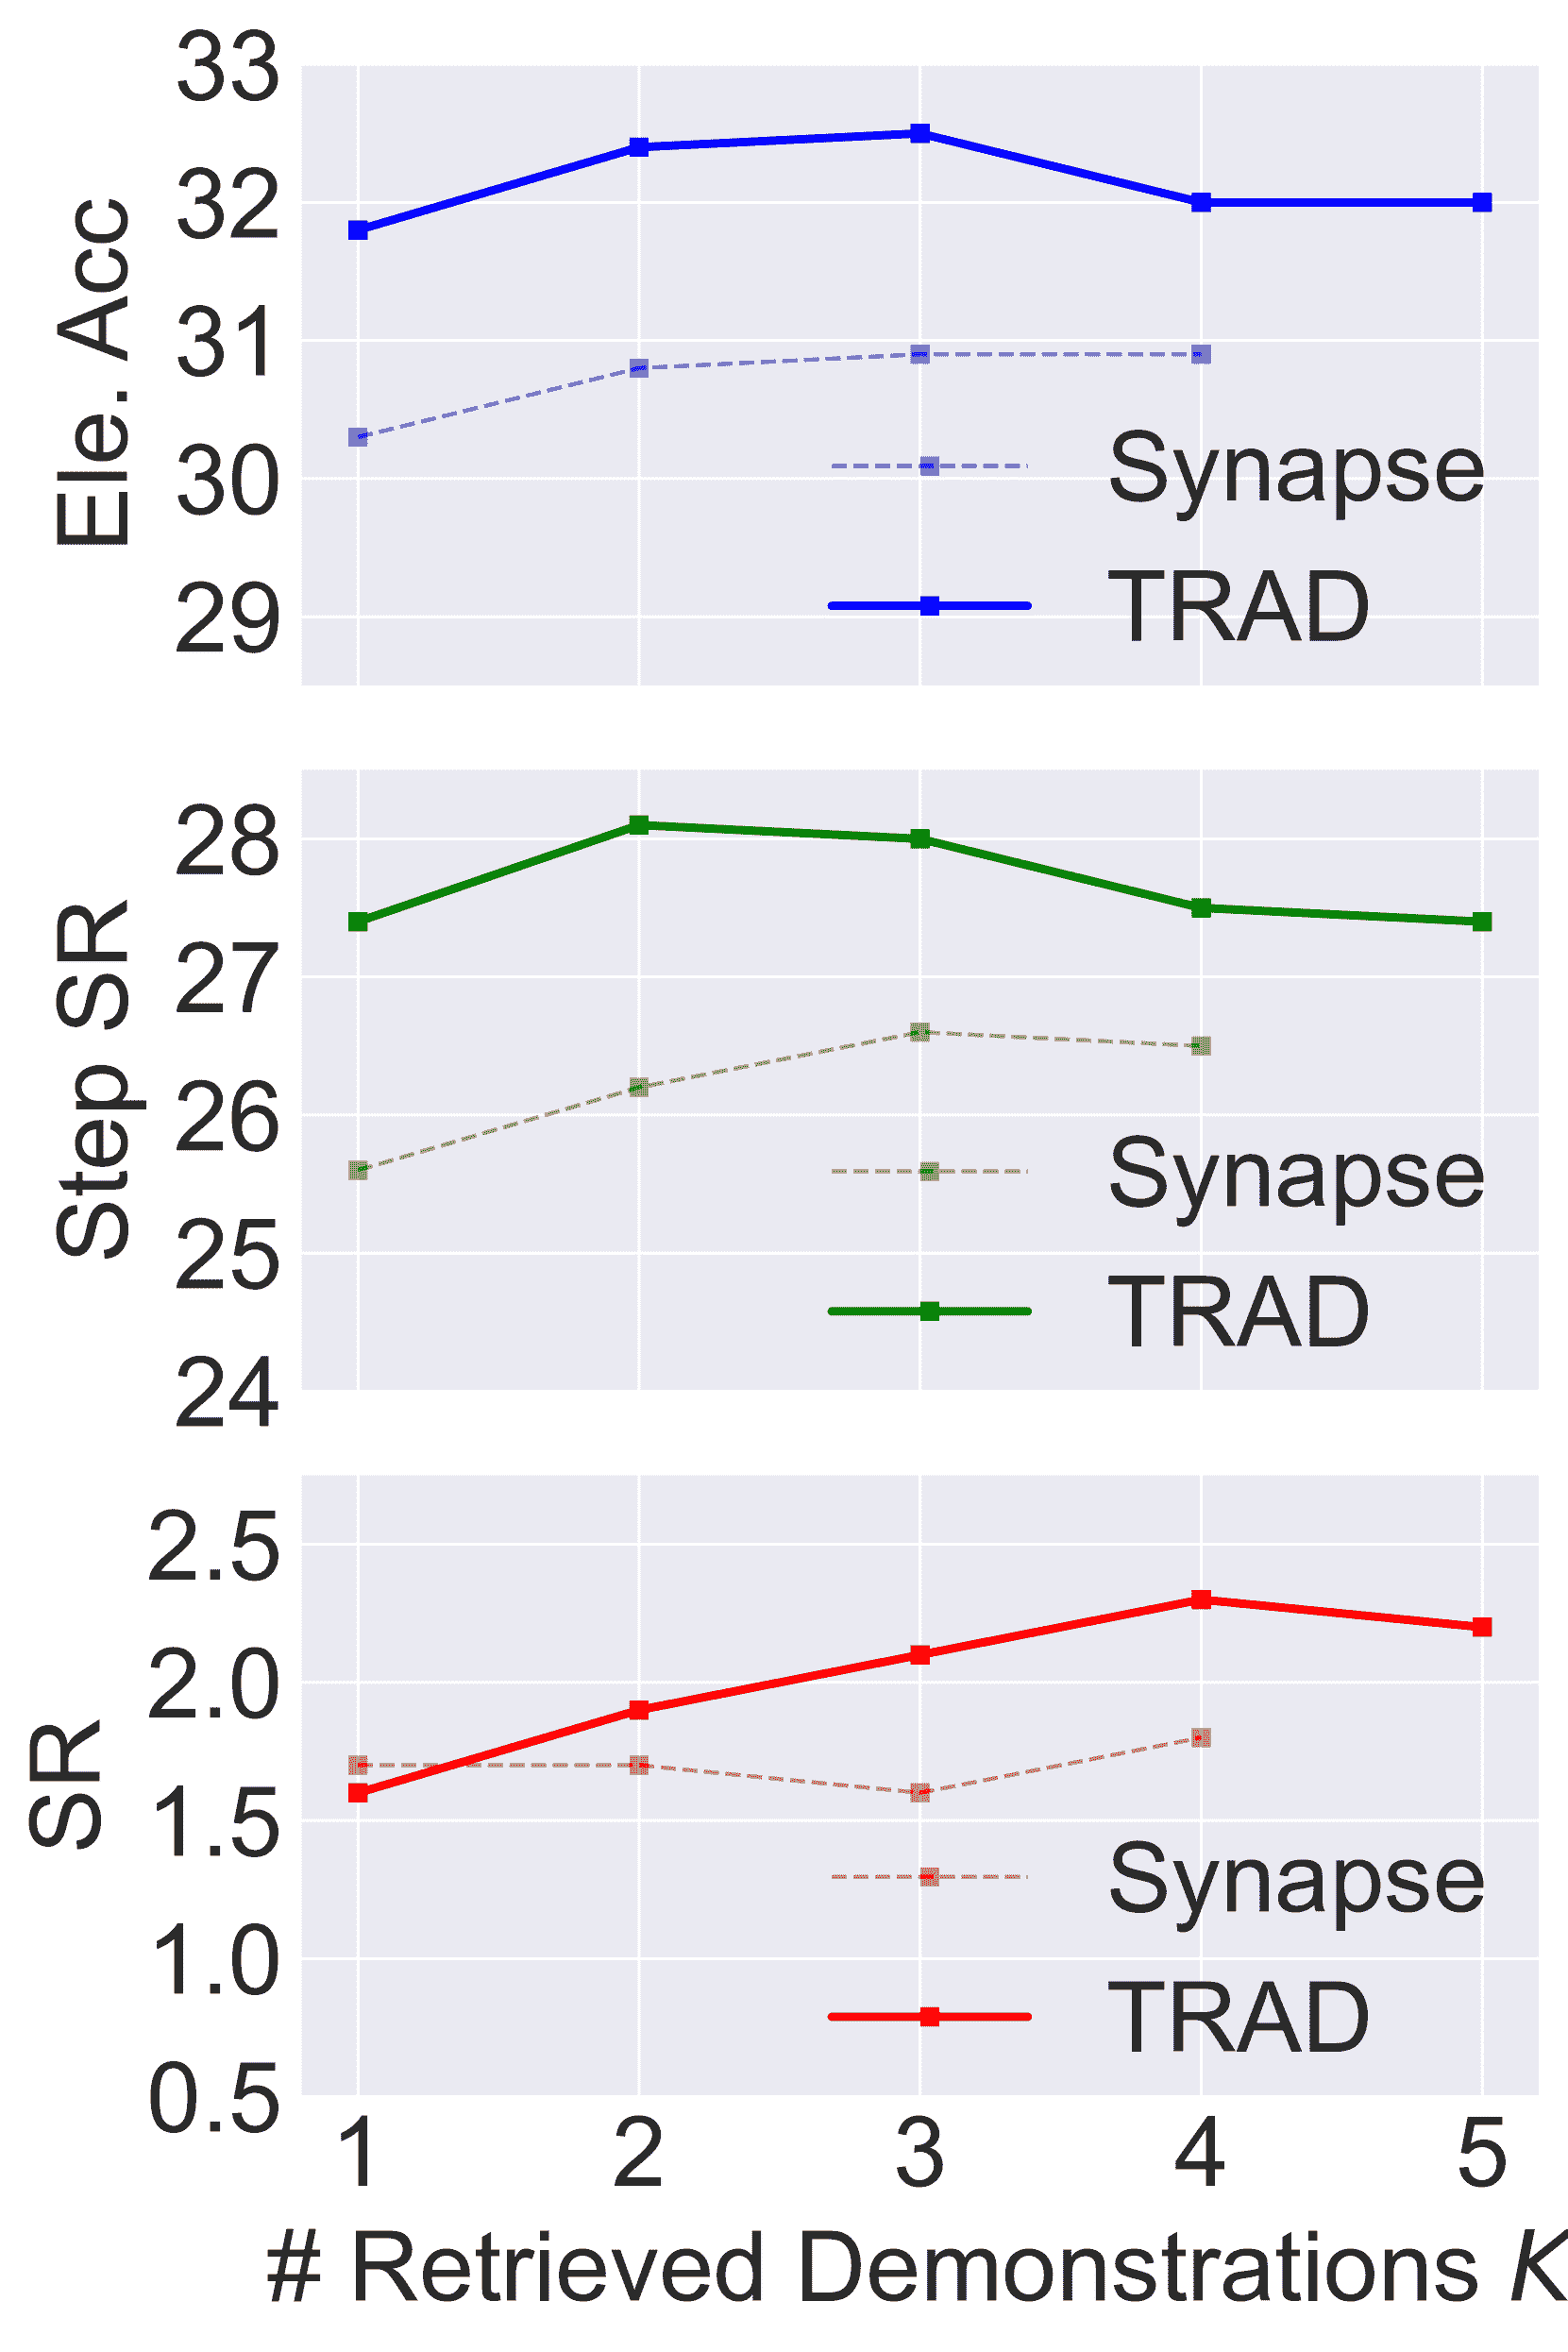 33
32
31
30
29
Ele. Acc
Synapse
TRAD
28
27
26
25
24
Step SR
Synapse
TRAD
2.5
2.0
1.5
1.0
0.5
SR
Synapse
TRAD
1 2 3 4 5
# Retrieved Demonstrations K